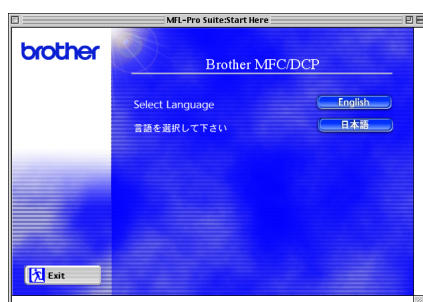 MFL-Pro Suite:Start Here
brother
Brother MFC/DCP
Select Language
English
言語を選択して下さい
日本語
Exit